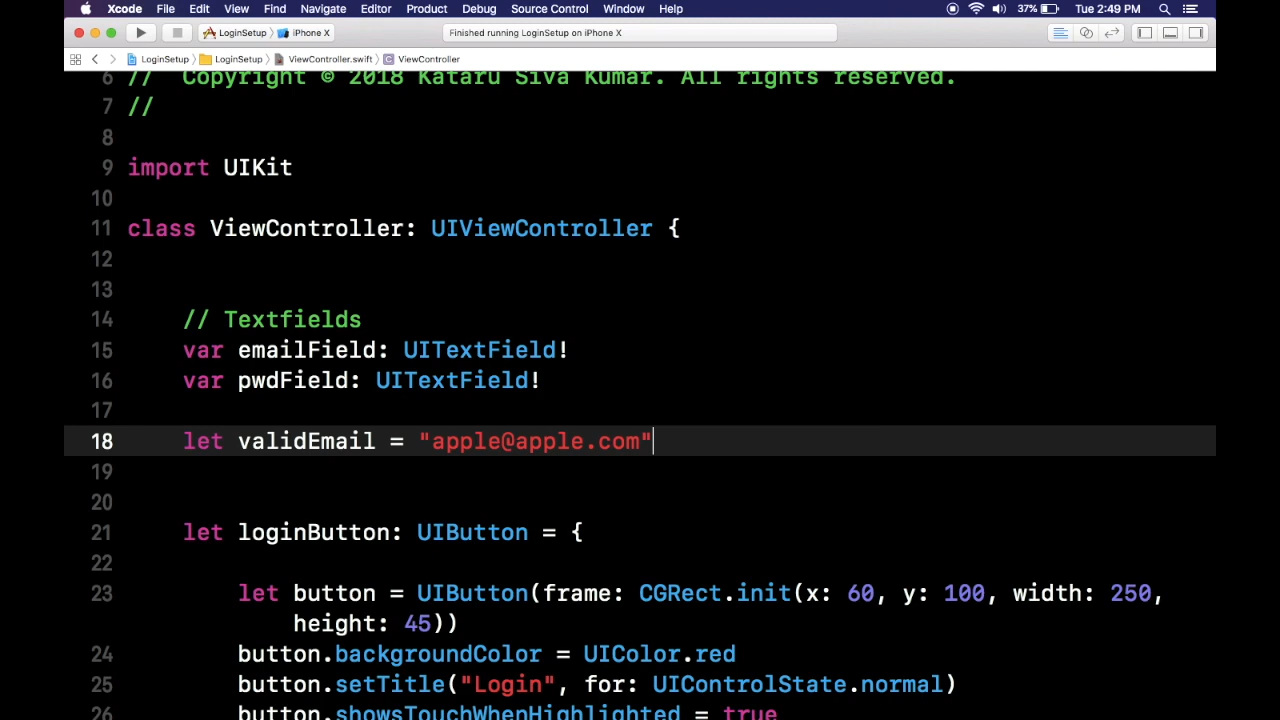 Xcode File Edit View Find Navigate Editor Product Debug Source Control Window Help 37% Tue 2:49 PM
LoginSetup iPhone X Finished running LoginSetup on iPhone X
LoginSetup LoginSetup ViewController.swift C ViewController
6 // Copyright © 2018 Kataru Siva Kumar. All rights reserved.
7 //
8
9 import UIKit
10
11 class ViewController: UIViewController {
12
13
14 // Textfields
15 var emailField: UITextField!
16 var pwdField: UITextField!
17
18 let validEmail = "apple@apple.com"
19
20
21 let loginButton: UIButton = {
22
23 let button = UIButton(frame: CGRect.init(x: 60, y: 100, width: 250,
height: 45))
24 button.backgroundColor = UIColor.red
25 button.setTitle("Login", for: UIControlState.normal)
26 button.showsTouchWhenHighlighted = true